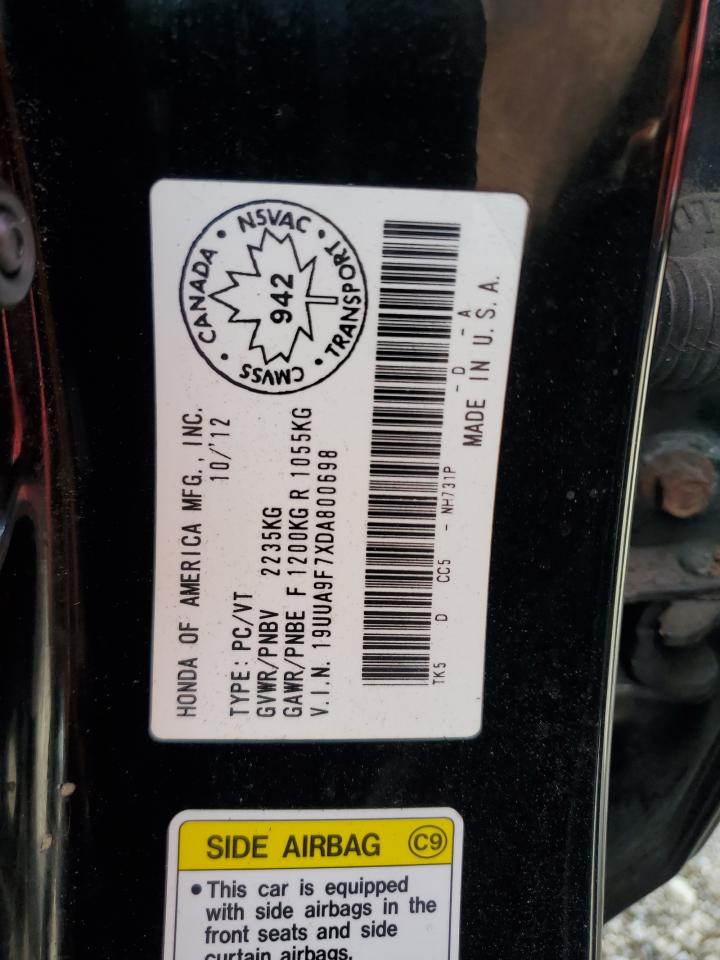 HONDA OF AMERICA MFG., INC.
10/'12
TYPE: PC/VT
GVWR/PNBV 2235KG
GAWR/PNBE F 1200KG R 1055KG
V.I.N. 19UUA9F7XDA800698
CANADA • NSVAC • TRANSPORT • CMVSS •
942
TK5 D CC5 - NH731P - D - A
MADE IN U.S.A.
SIDE AIRBAG C9
• This car is equipped
with side airbags in the
front seats and side
curtain airbags.